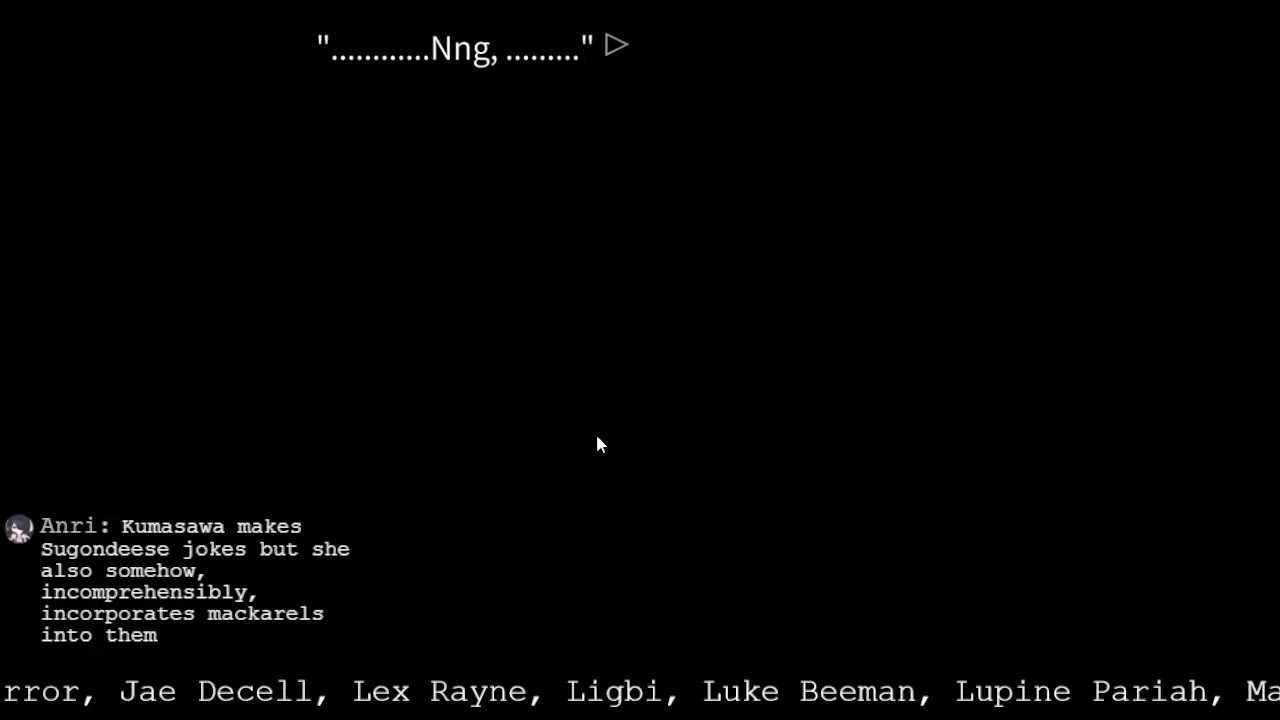 "............Nng, ........."
Anri: Kumasawa makes
Sugondeese jokes but she
also somehow,
incomprehensibly,
incorporates mackarels
into them
rror, Jae Decell, Lex Rayne, Ligbi, Luke Beeman, Lupine Pariah, Ma